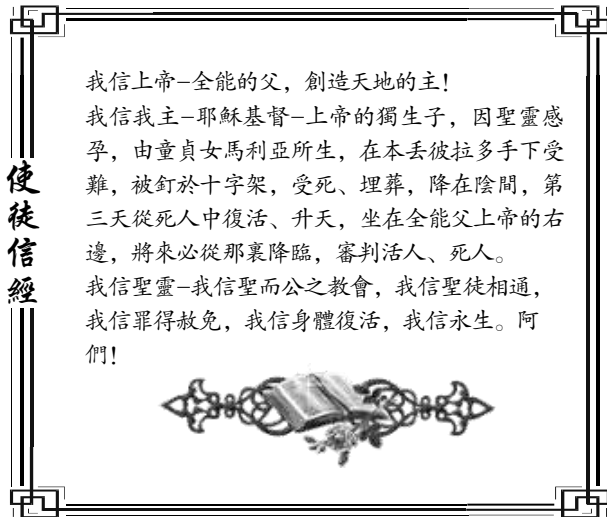 使徒信經
我信上帝–全能的父，創造天地的主!
我信我主–耶穌基督–上帝的獨生子，因聖靈感
孕，由童貞女馬利亞所生，在本丟彼拉多手下受
難，被釘於十字架，受死、埋葬，降在陰間，第
三天從死人中復活、升天，坐在全能父上帝的右
邊，將來必從那裏降臨，審判活人、死人。
我信聖靈–我信聖而公之教會，我信聖徒相通，
我信罪得赦免，我信身體復活，我信永生。阿
們!